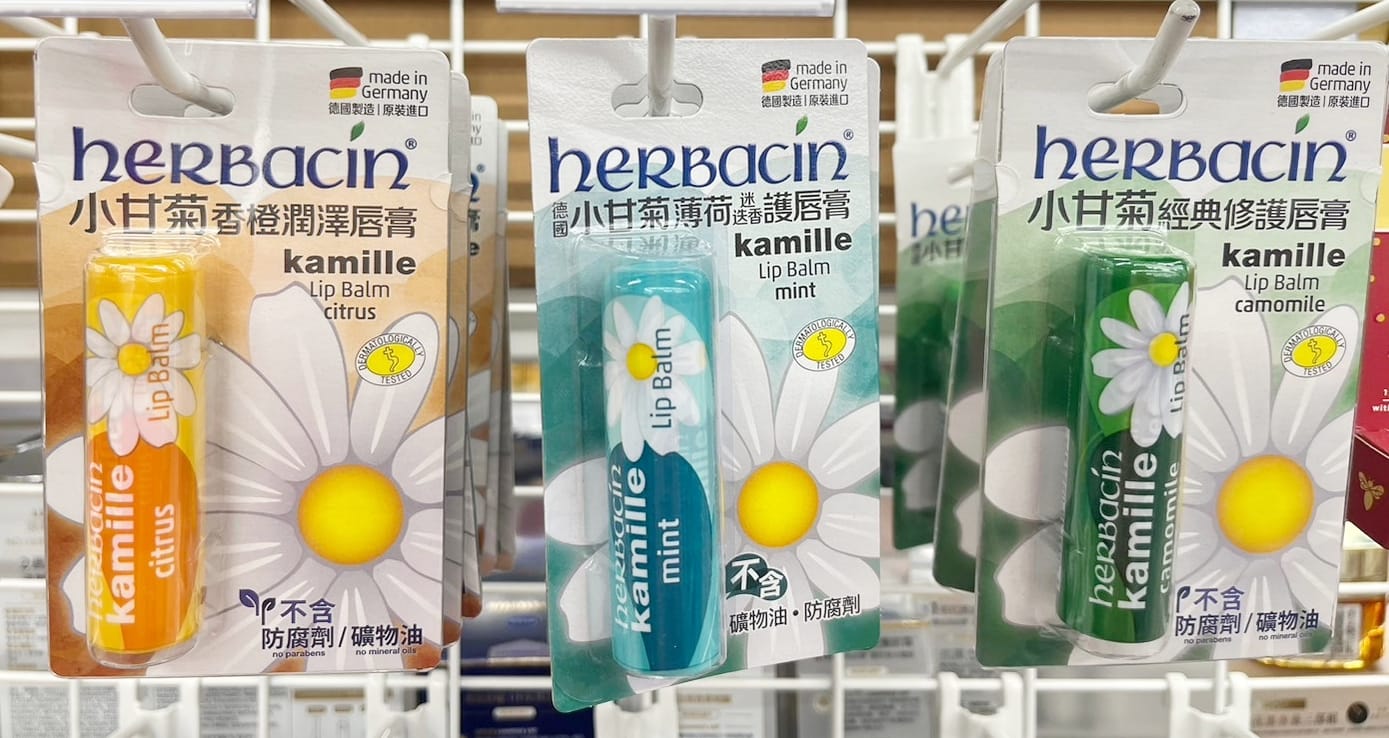 made in
Germany
德國製造 | 原裝進口
herbacin®
小甘菊香橙潤澤唇膏
kamille
Lip Balm
citrus
DERMATOLOGICALLY
TESTED
Lip Balm
herbacin
kamille
citrus
不含
防腐劑 / 礦物油
no parabens
no mineral oils
made in
Germany
德國製造 | 原裝進口
herbacin®
德國小甘菊薄荷迷迭香護唇膏
kamille
Lip Balm
mint
DERMATOLOGICALLY
TESTED
Lip Balm
herbacin
kamille
mint
不含
礦物油・防腐劑
made in
Germany
德國製造 | 原裝進口
herbacin®
小甘菊經典修護唇膏
kamille
Lip Balm
camomile
DERMATOLOGICALLY
TESTED
Lip Balm
herbacin
kamille
camomile
不含
防腐劑 / 礦物油
no parabens
no mineral oils